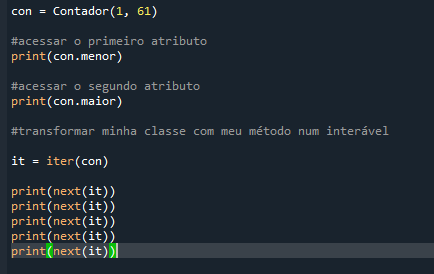 con = Contador(1, 61)
#acessar o primeiro atributo
print(con.menor)
#acessar o segundo atributo
print(con.maior)
#transformar minha classe com meu método num interável
it = iter(con)
print(next(it))
print(next(it))
print(next(it))
print(next(it))
print(next(it))